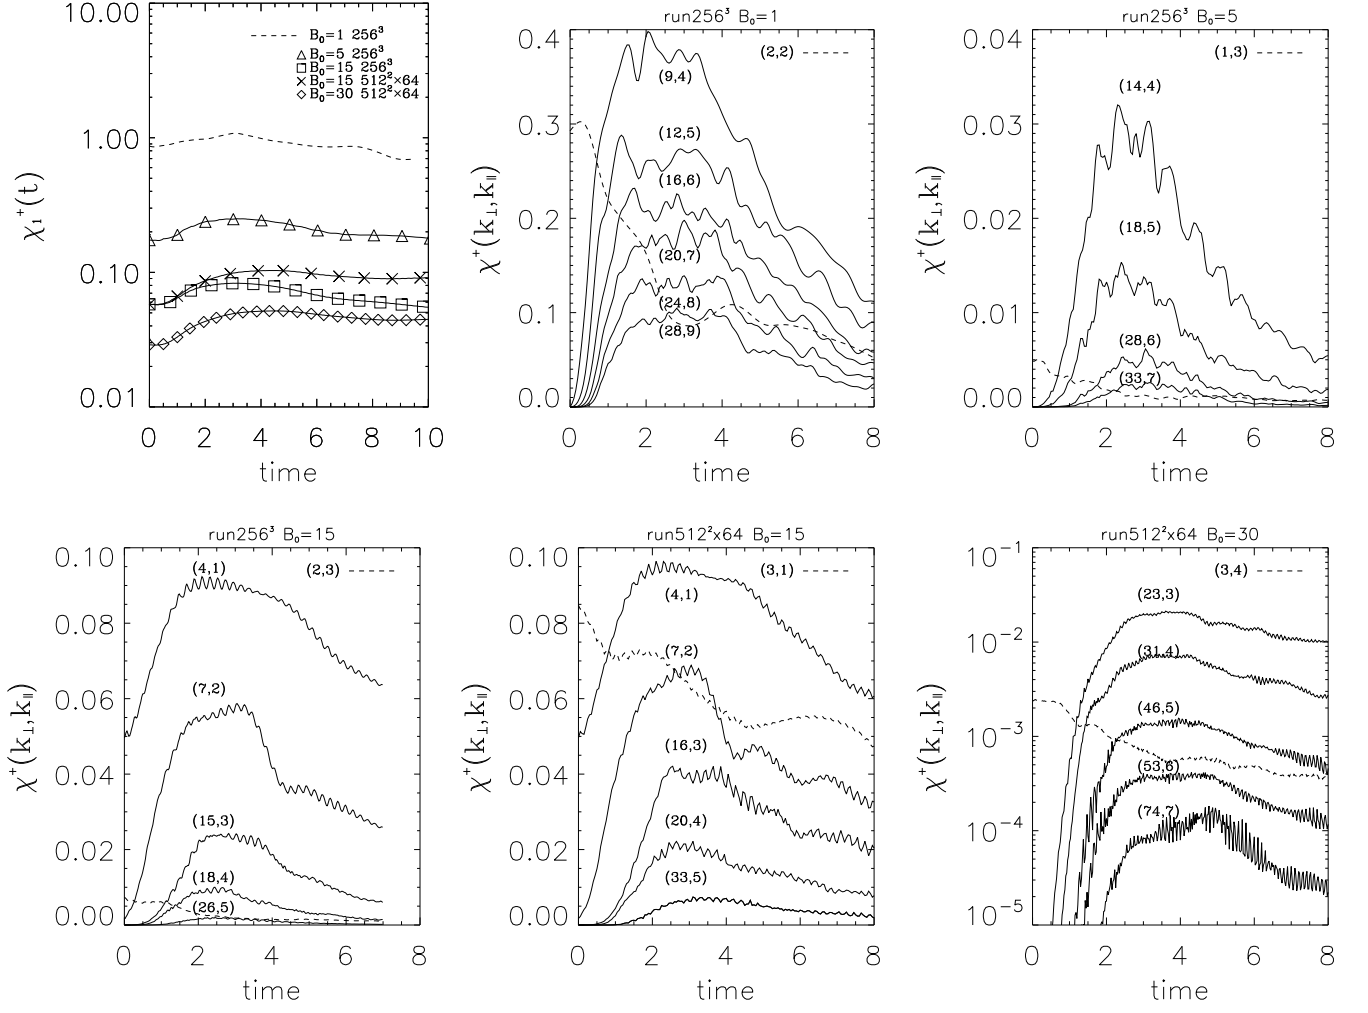 10.00
1.00
0.10
0.01
χ₁⁺(t)
B₀=1 256³
B₀=5 256³
B₀=15 256³
B₀=15 512²×64
B₀=30 512²×64
0 2 4 6 8 10
time
run256³ B₀=1
0.4
0.3
0.2
0.1
0.0
χ⁺(k⊥,k∥)
(2,2)
(9,4)
(12,5)
(16,6)
(20,7)
(24,8)
(28,9)
0 2 4 6 8
time
run256³ B₀=5
0.04
0.03
0.02
0.01
0.00
χ⁺(k⊥,k∥)
(1,3)
(14,4)
(18,5)
(28,6)
(33,7)
0 2 4 6 8
time
run256³ B₀=15
0.10
0.08
0.06
0.04
0.02
0.00
χ⁺(k⊥,k∥)
(2,3)
(4,1)
(7,2)
(15,3)
(18,4)
(26,5)
0 2 4 6 8
time
run512²x64 B₀=15
0.10
0.08
0.06
0.04
0.02
0.00
χ⁺(k⊥,k∥)
(3,1)
(4,1)
(7,2)
(16,3)
(20,4)
(33,5)
0 2 4 6 8
time
run512²x64 B₀=30
10⁻¹
10⁻²
10⁻³
10⁻⁴
10⁻⁵
χ⁺(k⊥,k∥)
(3,4)
(23,3)
(31,4)
(46,5)
(53,6)
(74,7)
0 2 4 6 8
time